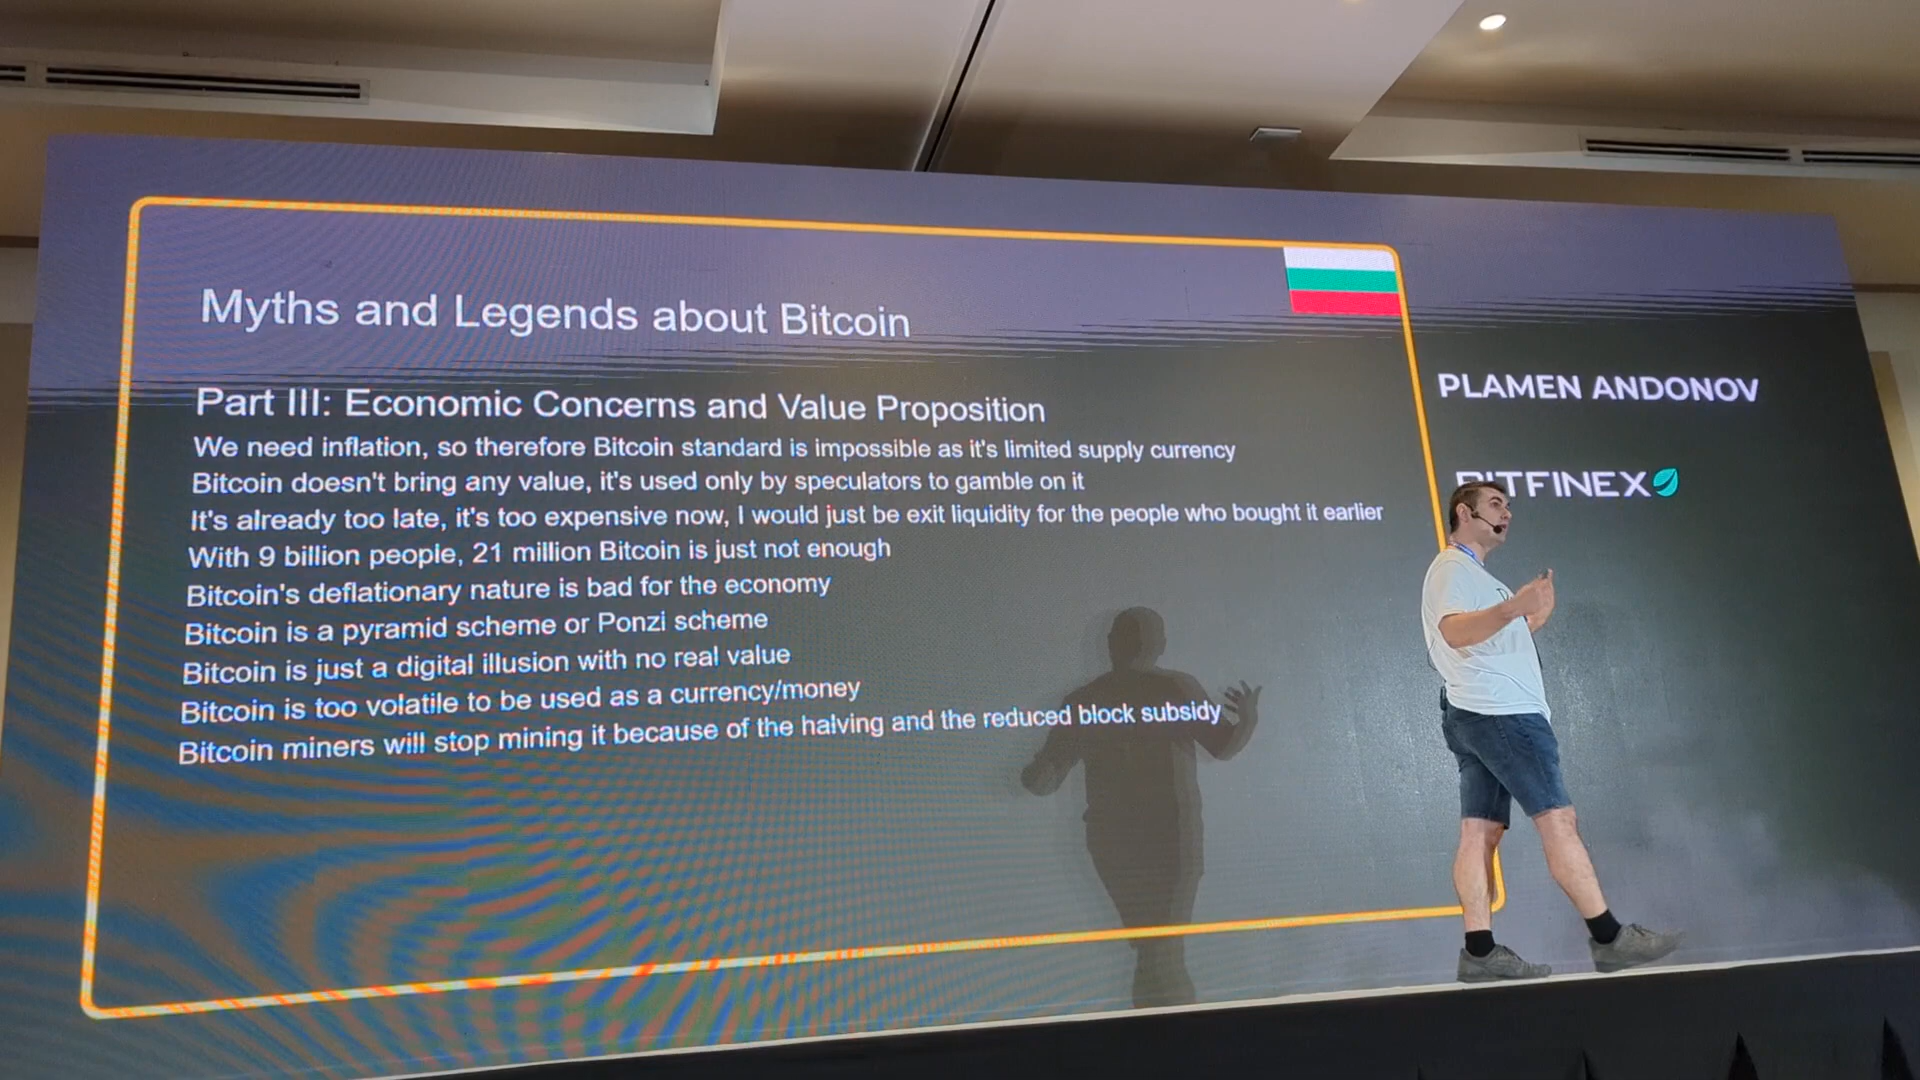 Myths and Legends about Bitcoin
Part III: Economic Concerns and Value Proposition
We need inflation, so therefore Bitcoin standard is impossible as it's limited supply currency
Bitcoin doesn't bring any value, it's used only by speculators to gamble on it
It's already too late, it's too expensive now, I would just be exit liquidity for the people who bought it earlier
With 9 billion people, 21 million Bitcoin is just not enough
Bitcoin's deflationary nature is bad for the economy
Bitcoin is a pyramid scheme or Ponzi scheme
Bitcoin is just a digital illusion with no real value
Bitcoin is too volatile to be used as a currency/money
Bitcoin miners will stop mining it because of the halving and the reduced block subsidy
PLAMEN ANDONOV
BITFINEX